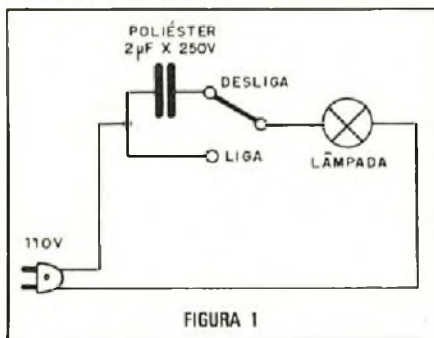 POLIÉSTER
2µF X 250V
DESLIGA
LIGA
LÂMPADA
110V
FIGURA 1